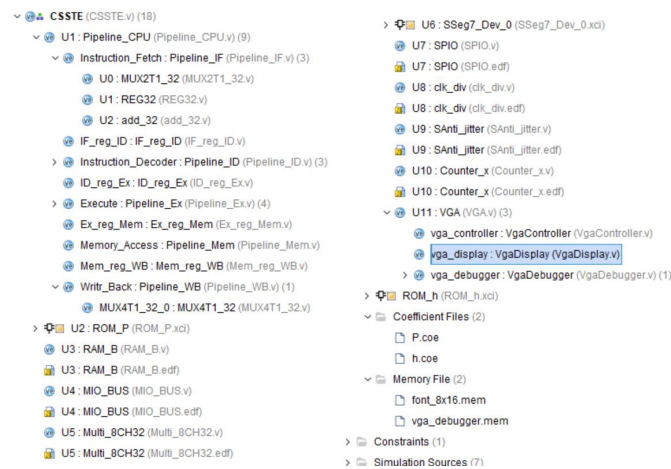 CSSTE (CSSTE.v) (18)
U1 : Pipeline_CPU (Pipeline_CPU.v) (9)
Instruction_Fetch : Pipeline_IF (Pipeline_IF.v) (3)
U0 : MUX2T1_32 (MUX2T1_32.v)
U1 : REG32 (REG32.v)
U2 : add_32 (add_32.v)
IF_reg_ID : IF_reg_ID (IF_reg_ID.v)
Instruction_Decoder : Pipeline_ID (Pipeline_ID.v) (3)
ID_reg_Ex : ID_reg_Ex (ID_reg_Ex.v)
Execute : Pipeline_Ex (Pipeline_Ex.v) (4)
Ex_reg_Mem : Ex_reg_Mem (Ex_reg_Mem.v)
Memory_Access : Pipeline_Mem (Pipeline_Mem.v)
Mem_reg_WB : Mem_reg_WB (Mem_reg_WB.v)
Writr_Back : Pipeline_WB (Pipeline_WB.v) (1)
MUX4T1_32_0 : MUX4T1_32 (MUX4T1_32.v)
U2 : ROM_P (ROM_P.xci)
U3 : RAM_B (RAM_B.v)
U3 : RAM_B (RAM_B.edf)
U4 : MIO_BUS (MIO_BUS.v)
U4 : MIO_BUS (MIO_BUS.edf)
U5 : Multi_8CH32 (Multi_8CH32.v)
U5 : Multi_8CH32 (Multi_8CH32.edf)
U6 : SSeg7_Dev_0 (SSeg7_Dev_0.xci)
U7 : SPIO (SPIO.v)
U7 : SPIO (SPIO.edf)
U8 : clk_div (clk_div.v)
U8 : clk_div (clk_div.edf)
U9 : SAnti_jitter (SAnti_jitter.v)
U9 : SAnti_jitter (SAnti_jitter.edf)
U10 : Counter_x (Counter_x.v)
U10 : Counter_x (Counter_x.edf)
U11 : VGA (VGA.v) (3)
vga_controller : VgaController (VgaController.v)
vga_display : VgaDisplay (VgaDisplay.v)
vga_debugger : VgaDebugger (VgaDebugger.v) (1)
ROM_h (ROM_h.xci)
Coefficient Files (2)
P.coe
h.coe
Memory File (2)
font_8x16.mem
vga_debugger.mem
Constraints (1)
Simulation Sources (7)